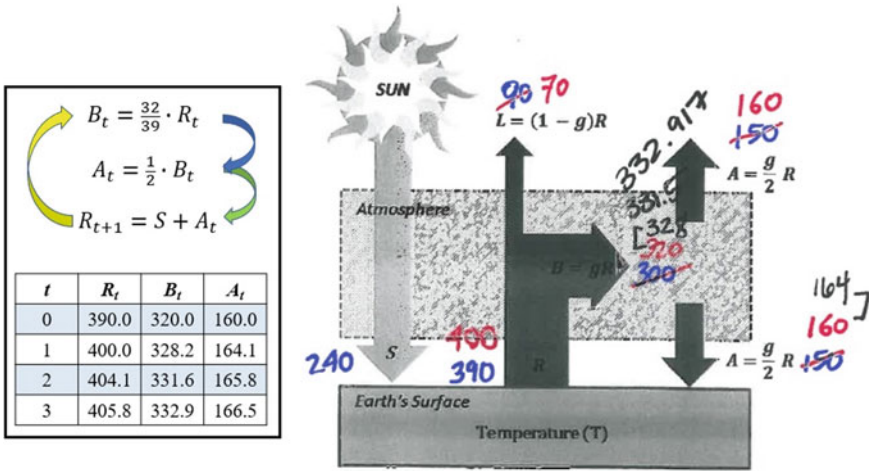 B_t = 32/39 · R_t
A_t = 1/2 · B_t
R_{t+1} = S + A_t
t R_t B_t A_t
0 390.0 320.0 160.0
1 400.0 328.2 164.1
2 404.1 331.6 165.8
3 405.8 332.9 166.5
SUN
90 70
L = (1 − g)R
332.917
331.5
328
320
300
160
150
A = g/2 R
Atmosphere
B = gR
164
160
150
A = g/2 R
240
S
400
390
R
Earth's Surface
Temperature (T)